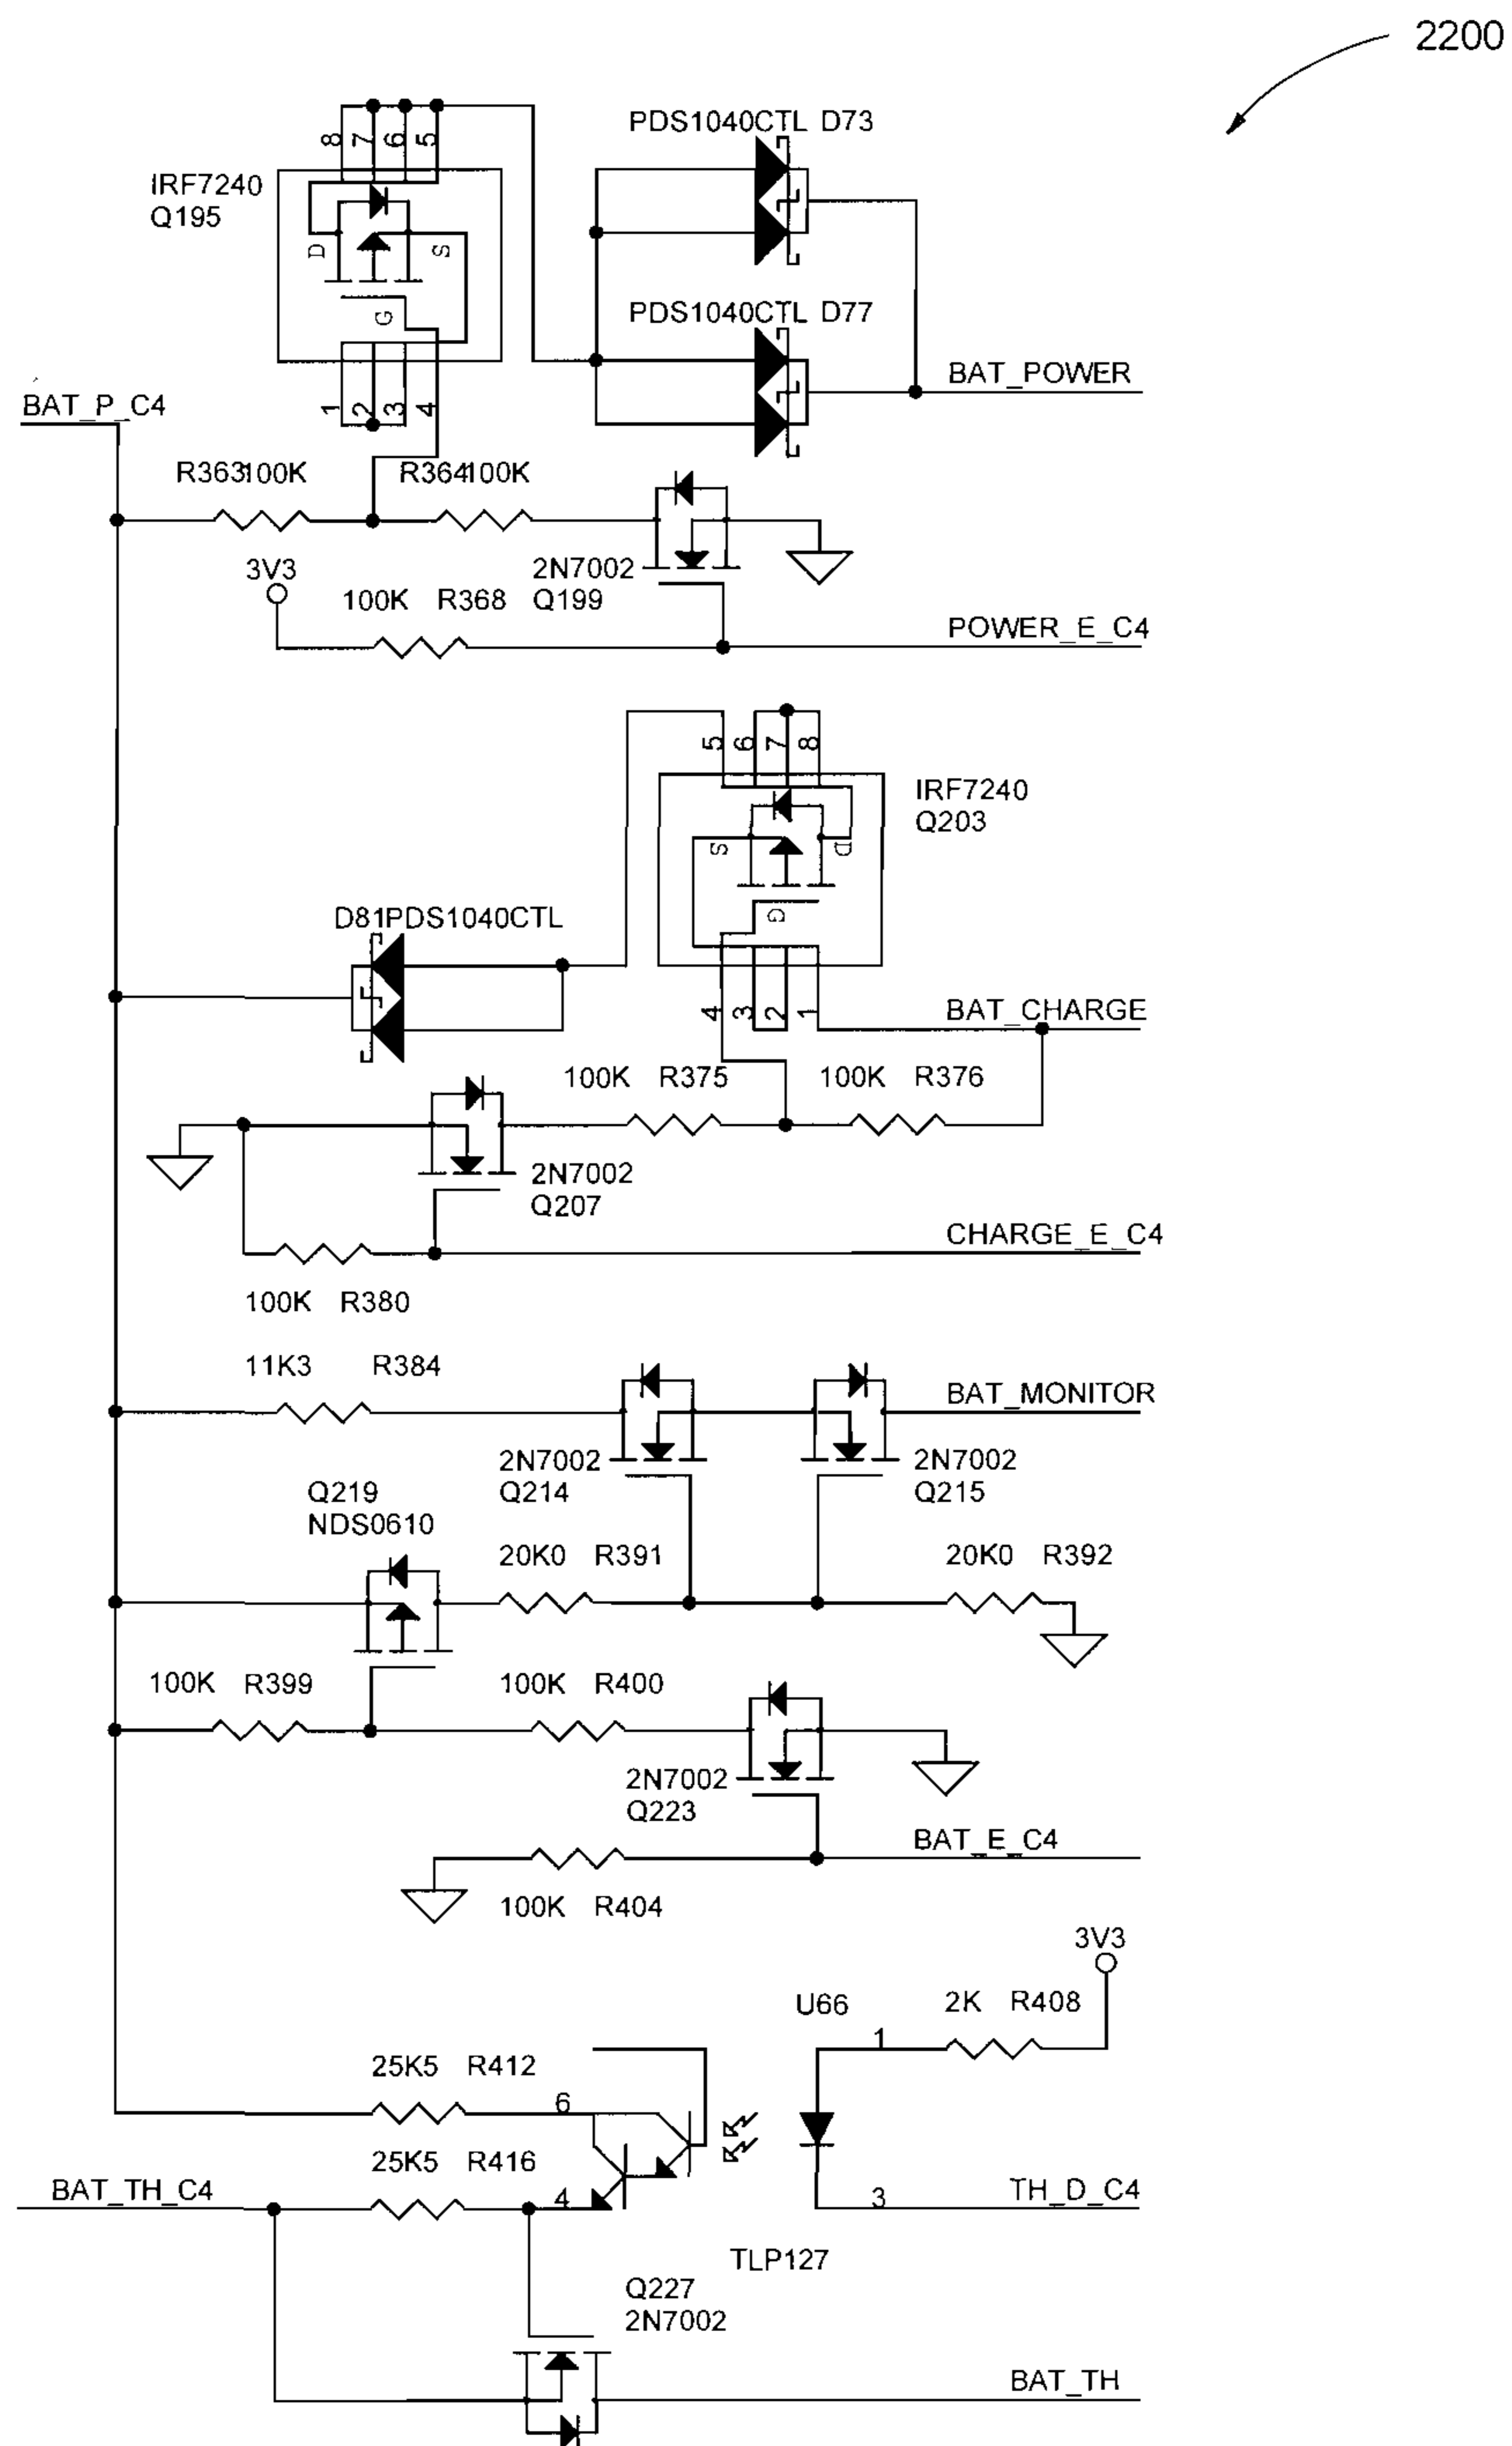 2200
PDS1040CTL D73
8 7 6 5
IRF7240
Q195
D
S
G
PDS1040CTL D77
BAT_POWER
1 2 3 4
BAT_P_C4
R363100K
R364100K
2N7002
Q199
3V3
100K R368
POWER_E_C4
5 6 7 8
IRF7240
Q203
S
D
G
D81PDS1040CTL
4 3 2 1
BAT_CHARGE
100K R375
100K R376
2N7002
Q207
CHARGE_E_C4
100K R380
11K3 R384
BAT_MONITOR
2N7002
Q214
2N7002
Q215
Q219
NDS0610
20K0 R391
20K0 R392
100K R399
100K R400
2N7002
Q223
BAT_E_C4
100K R404
3V3
U66
2K R408
1
25K5 R412
6
25K5 R416
BAT_TH_C4
4
3
TH_D_C4
TLP127
Q227
2N7002
BAT_TH